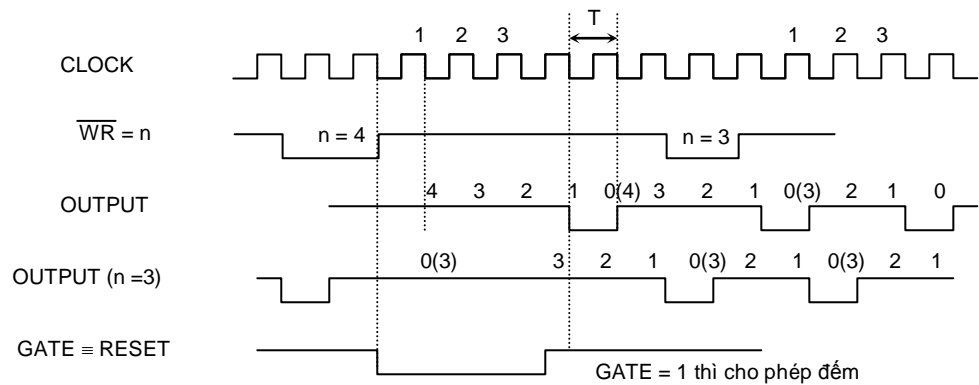 T
1 2 3 1 2 3
CLOCK
WR = n n = 4 n = 3
4 3 2 1 0(4) 3 2 1 0(3) 2 1 0
OUTPUT
0(3) 3 2 1 0(3) 2 1 0(3) 2 1
OUTPUT (n =3)
GATE ≡ RESET
GATE = 1 thì cho phép đếm